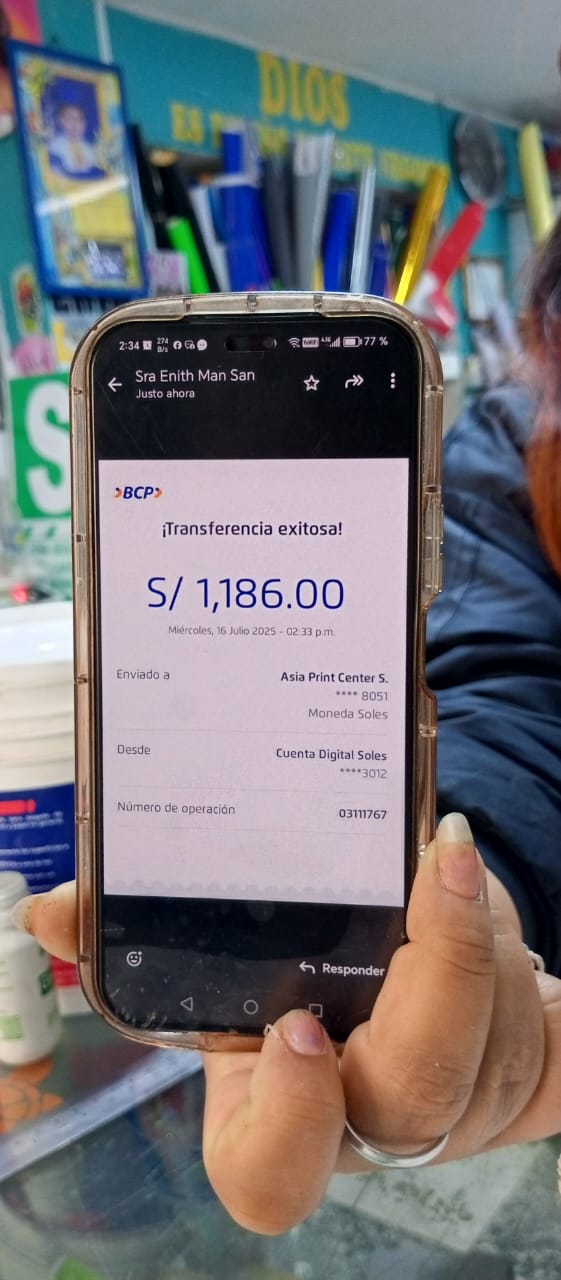 DIOS
2:34 274 B/s 77 %
Sra Enith Man San
Justo ahora
BCP
¡Transferencia exitosa!
S/ 1,186.00
Miércoles, 16 Julio 2025 - 02:33 p.m.
Enviado a Asia Print Center S.
**** 8051
Moneda Soles
Desde Cuenta Digital Soles
****3012
Número de operación 03111767
Responder